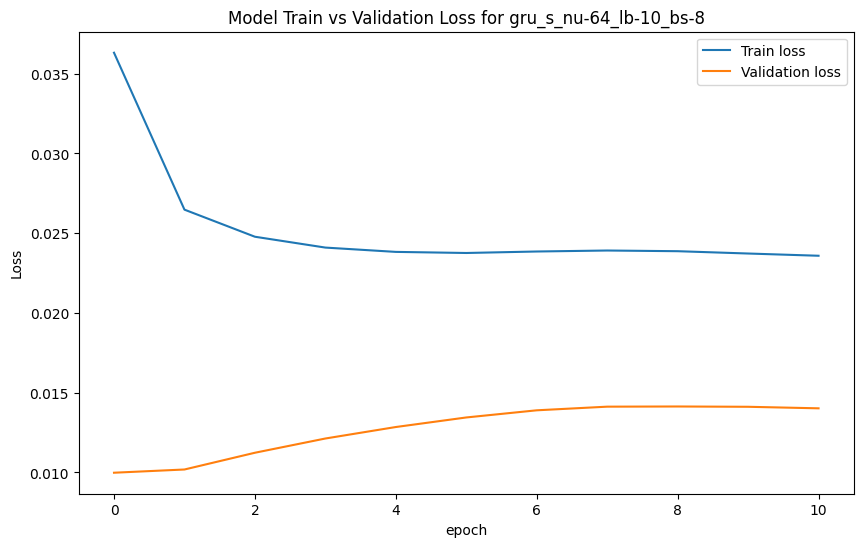 Model Train vs Validation Loss for gru_s_nu-64_lb-10_bs-8
Train loss
Validation loss
0.035
0.030
0.025
0.020
0.015
0.010
Loss
0 2 4 6 8 10
epoch